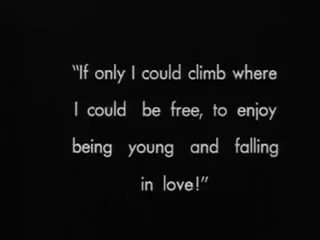 "If only I could climb where
I could be free, to enjoy
being young and falling
in love!"